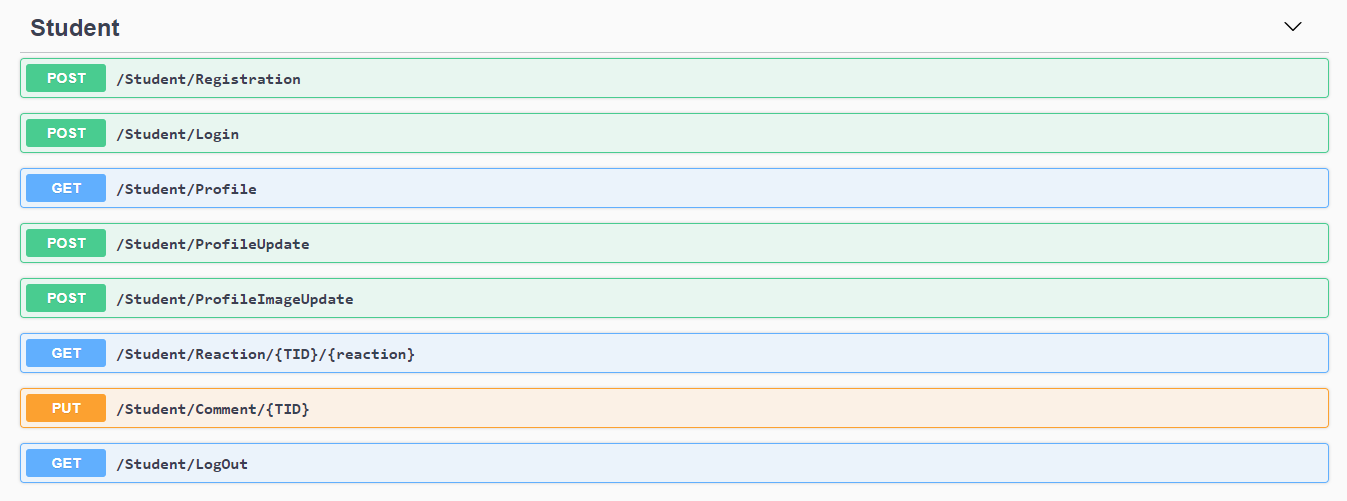 Student
POST /Student/Registration
POST /Student/Login
GET /Student/Profile
POST /Student/ProfileUpdate
POST /Student/ProfileImageUpdate
GET /Student/Reaction/{TID}/{reaction}
PUT /Student/Comment/{TID}
GET /Student/LogOut